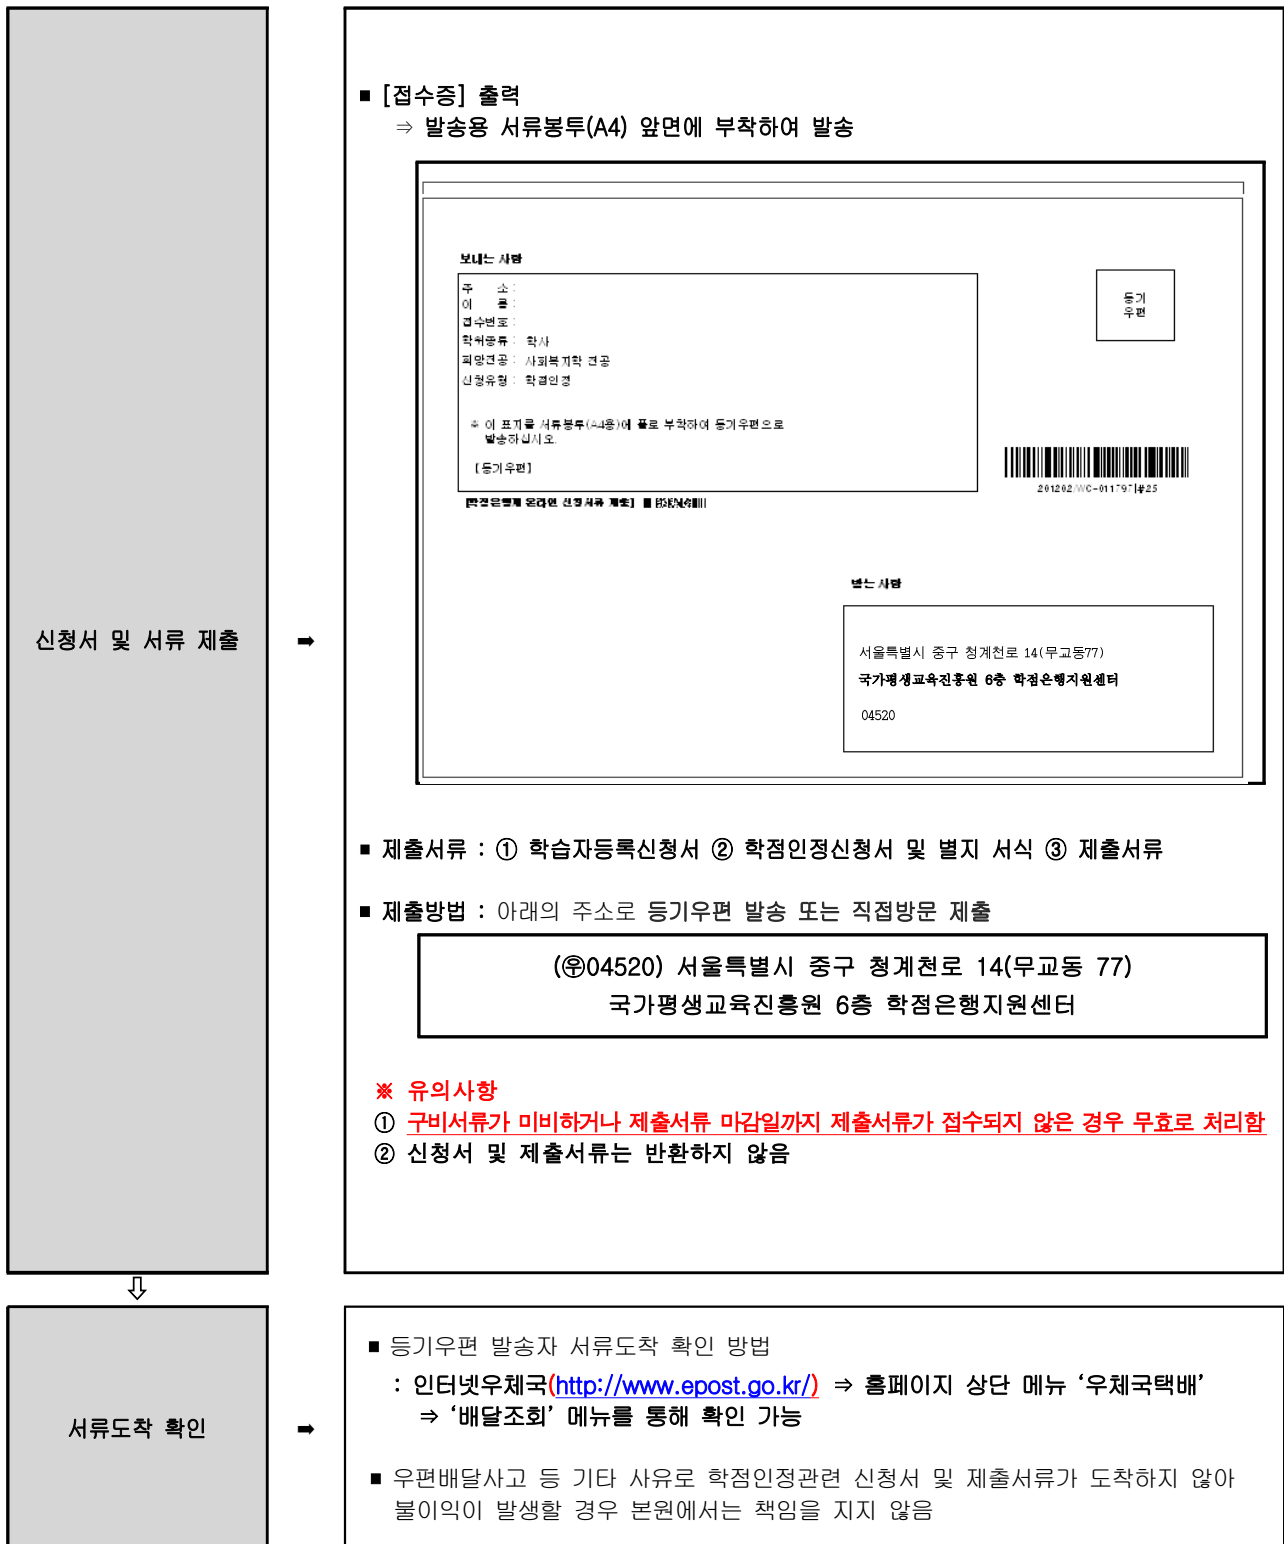 신청서 및 서류 제출
➡
■ [접수증] 출력
⇒ 발송용 서류봉투(A4) 앞면에 부착하여 발송
보내는 사람
주 소 :
이 름 :
접수번호 :
학위종류 : 학사
희망전공 : 사회복지학 전공
신청유형 : 학점인정
※ 이 표지를 서류봉투(A4용)에 풀로 부착하여 등기우편으로
발송하십시오.
[등기우편]
등기
우편
[학점은행제 온라인 신청서류 제출]
받는 사람
서울특별시 중구 청계천로 14(무교동77)
국가평생교육진흥원 6층 학점은행지원센터
04520
■ 제출서류 : ① 학습자등록신청서 ② 학점인정신청서 및 별지 서식 ③ 제출서류
■ 제출방법 : 아래의 주소로 등기우편 발송 또는 직접방문 제출
(㉾04520) 서울특별시 중구 청계천로 14(무교동 77)
국가평생교육진흥원 6층 학점은행지원센터
※ 유의사항
① 구비서류가 미비하거나 제출서류 마감일까지 제출서류가 접수되지 않은 경우 무효로 처리함
② 신청서 및 제출서류는 반환하지 않음
⇩
서류도착 확인
➡
■ 등기우편 발송자 서류도착 확인 방법
: 인터넷우체국(http://www.epost.go.kr/) ⇒ 홈페이지 상단 메뉴 ‘우체국택배’
⇒ ‘배달조회’ 메뉴를 통해 확인 가능
■ 우편배달사고 등 기타 사유로 학점인정관련 신청서 및 제출서류가 도착하지 않아
불이익이 발생할 경우 본원에서는 책임을 지지 않음